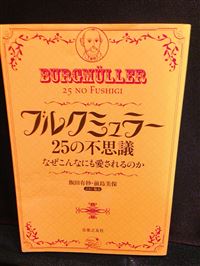 BURGMÜLLER
25 NO FUSHIGI
ブルクミュラー
25の不思議
なぜこんなにも愛されるのか
飯田有抄・前島美保
音楽之友社